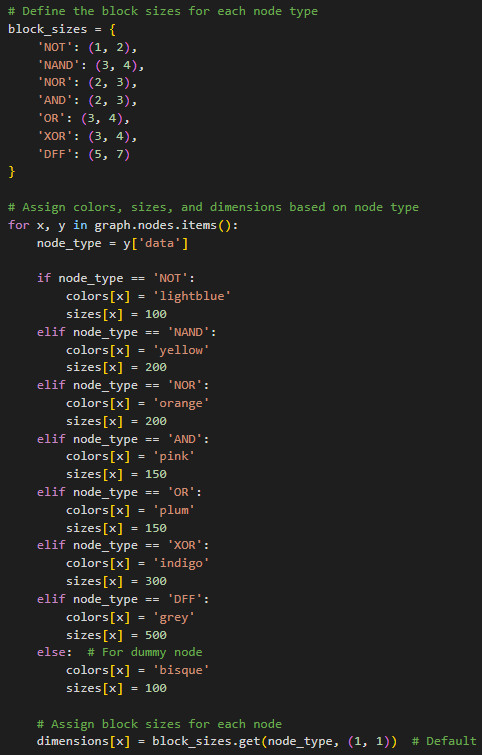 # Define the block sizes for each node type
block_sizes = {
    'NOT': (1, 2),
    'NAND': (3, 4),
    'NOR': (2, 3),
    'AND': (2, 3),
    'OR': (3, 4),
    'XOR': (3, 4),
    'DFF': (5, 7)
}

# Assign colors, sizes, and dimensions based on node type
for x, y in graph.nodes.items():
    node_type = y['data']

    if node_type == 'NOT':
        colors[x] = 'lightblue'
        sizes[x] = 100
    elif node_type == 'NAND':
        colors[x] = 'yellow'
        sizes[x] = 200
    elif node_type == 'NOR':
        colors[x] = 'orange'
        sizes[x] = 200
    elif node_type == 'AND':
        colors[x] = 'pink'
        sizes[x] = 150
    elif node_type == 'OR':
        colors[x] = 'plum'
        sizes[x] = 150
    elif node_type == 'XOR':
        colors[x] = 'indigo'
        sizes[x] = 300
    elif node_type == 'DFF':
        colors[x] = 'grey'
        sizes[x] = 500
    else:  # For dummy node
        colors[x] = 'bisque'
        sizes[x] = 100

    # Assign block sizes for each node
    dimensions[x] = block_sizes.get(node_type, (1, 1))  # Default